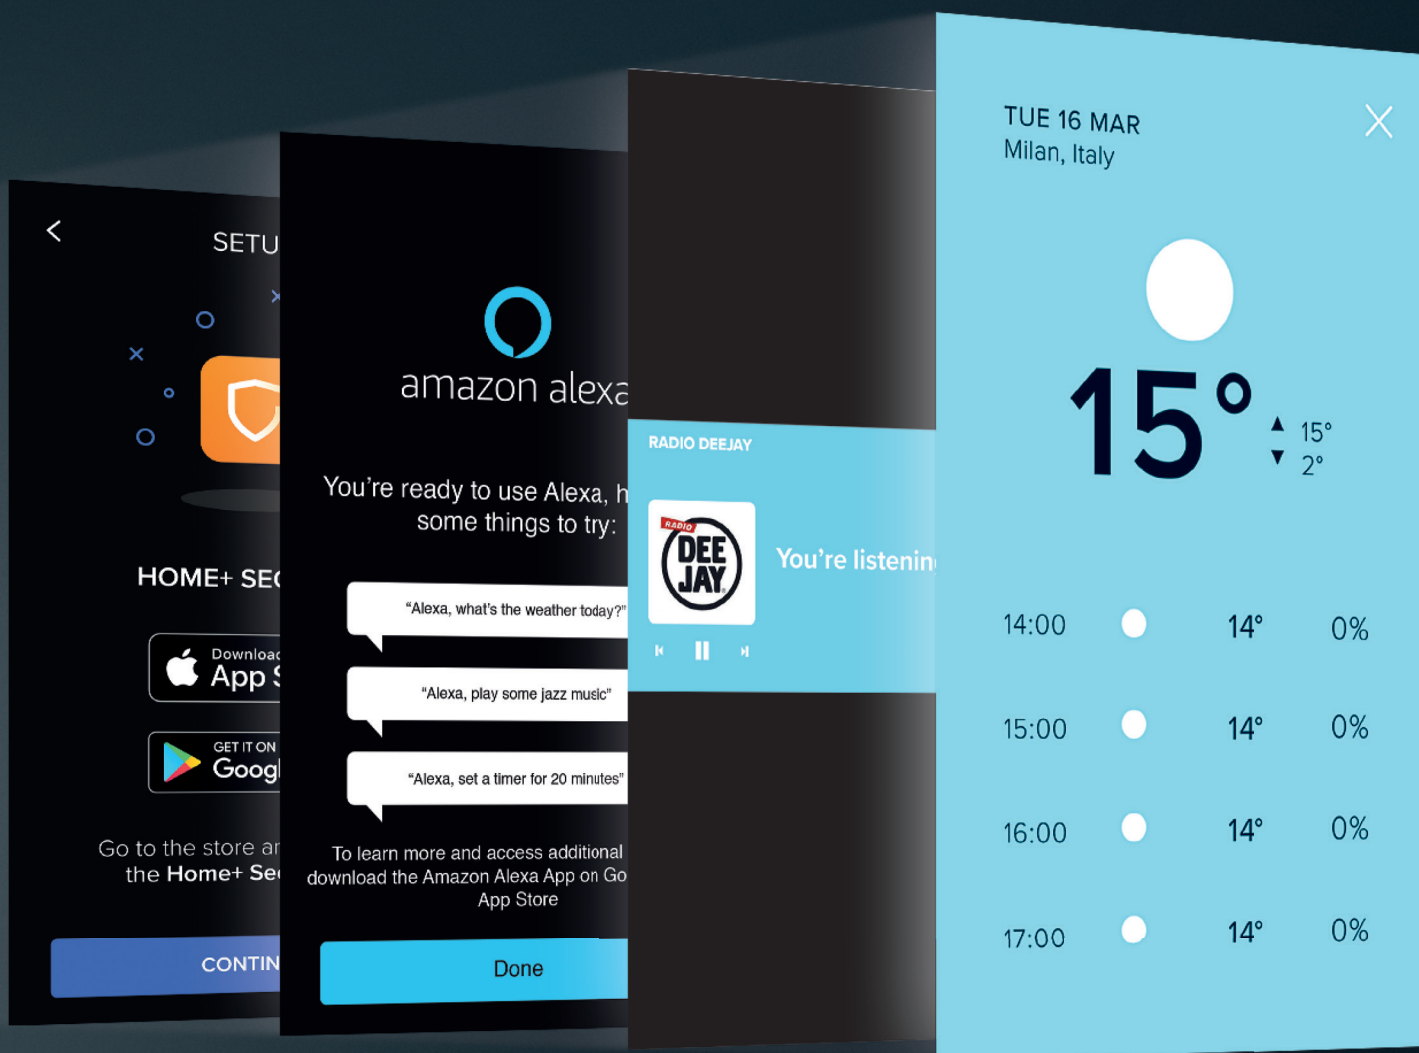 SETU
HOME+ SEC
Download
App S
GET IT ON
Googl
Go to the store an
the Home+ Sec
CONTIN
amazon alexa
You're ready to use Alexa, h
some things to try:
“Alexa, what's the weather today?”
“Alexa, play some jazz music”
“Alexa, set a timer for 20 minutes”
To learn more and access additional
download the Amazon Alexa App on Go
App Store
Done
RADIO DEEJAY
RADIO
DEE
JAY
You're listening
TUE 16 MAR
Milan, Italy
15°
15°
2°
14:00 14° 0%
15:00 14° 0%
16:00 14° 0%
17:00 14° 0%